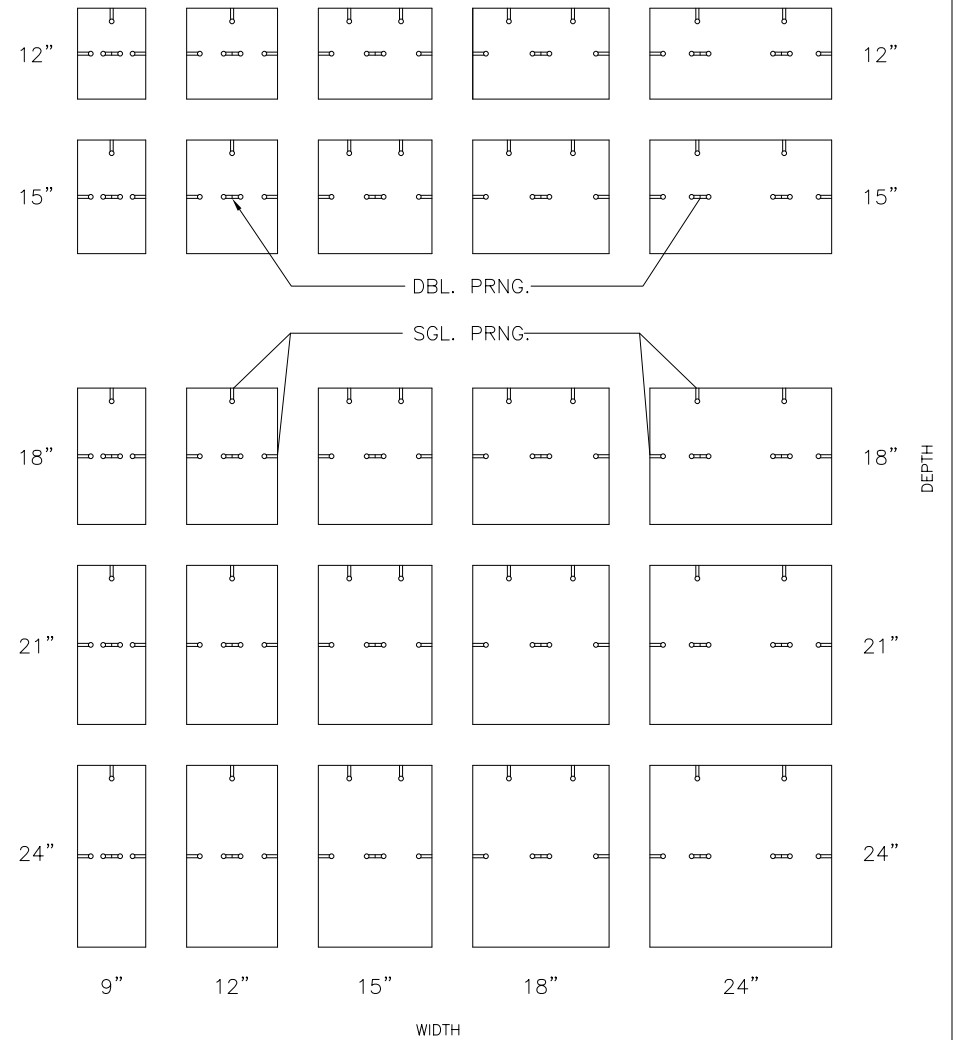 12” 12”
15” 15”
DBL. PRNG.
SGL. PRNG.
18” 18”
DEPTH
21” 21”
24” 24”
9” 12” 15” 18” 24”
WIDTH